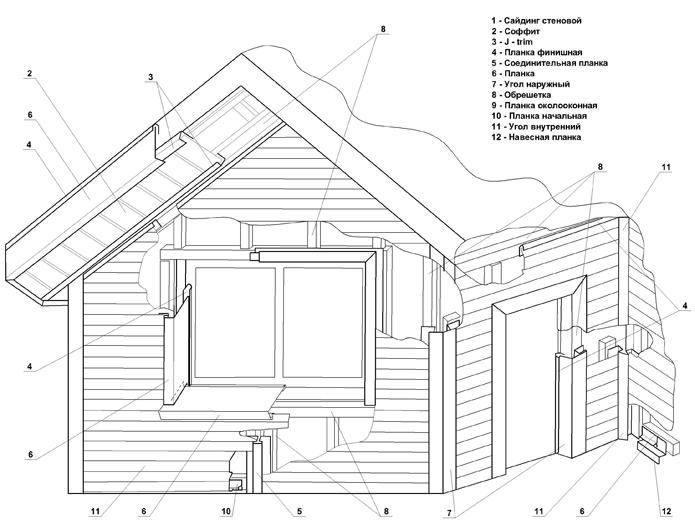 1 - Сайдинг стеновой
2 - Соффит
3 - J - trim
4 - Планка финишная
5 - Соединительная планка
6 - Планка
7 - Угол наружный
8 - Обрешетка
9 - Планка околооконная
10 - Планка начальная
11 - Угол внутренний
12 - Навесная планка
8
2
3
6
4
8
11
4
4
6
11
6
10
5
8
7
11
6
12